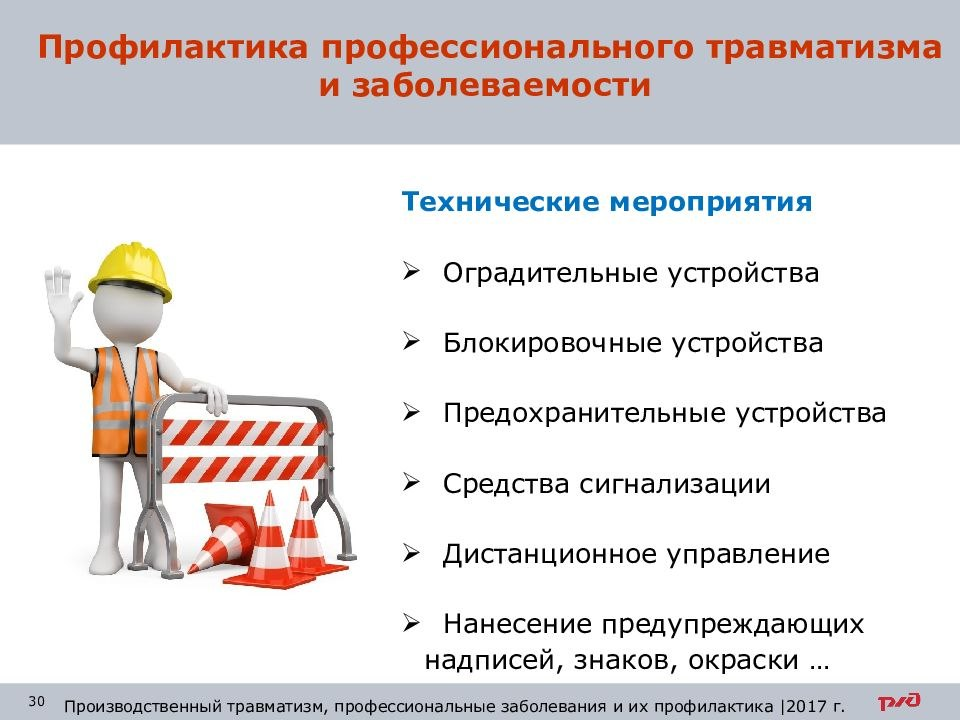 Профилактика профессионального травматизма
и заболеваемости
Технические мероприятия
Оградительные устройства
Блокировочные устройства
Предохранительные устройства
Средства сигнализации
Дистанционное управление
Нанесение предупреждающих
надписей, знаков, окраски ...
30
Производственный травматизм, профессиональные заболевания и их профилактика |2017 г.
РЖД